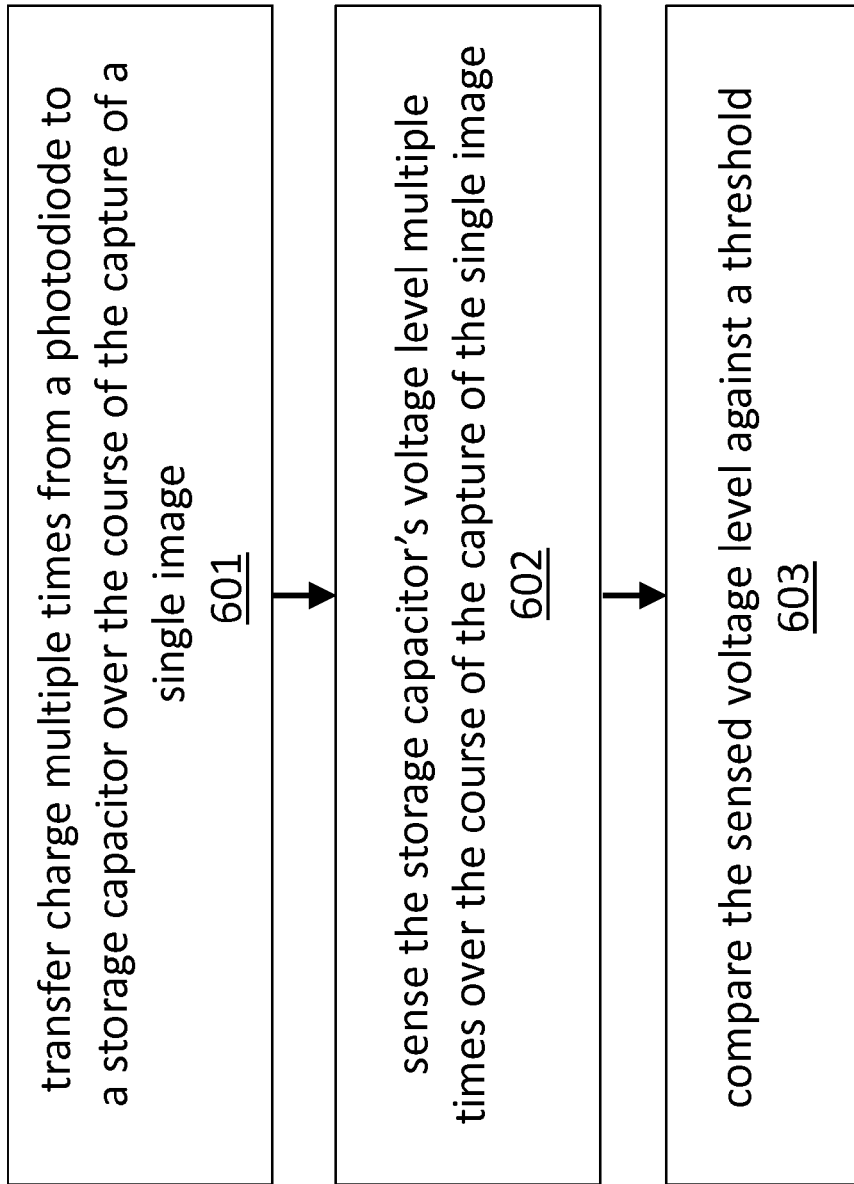 transfer charge multiple times from a photodiode to
a storage capacitor over the course of the capture of a
single image
601
sense the storage capacitor’s voltage level multiple
times over the course of the capture of the single image
602
compare the sensed voltage level against a threshold
603